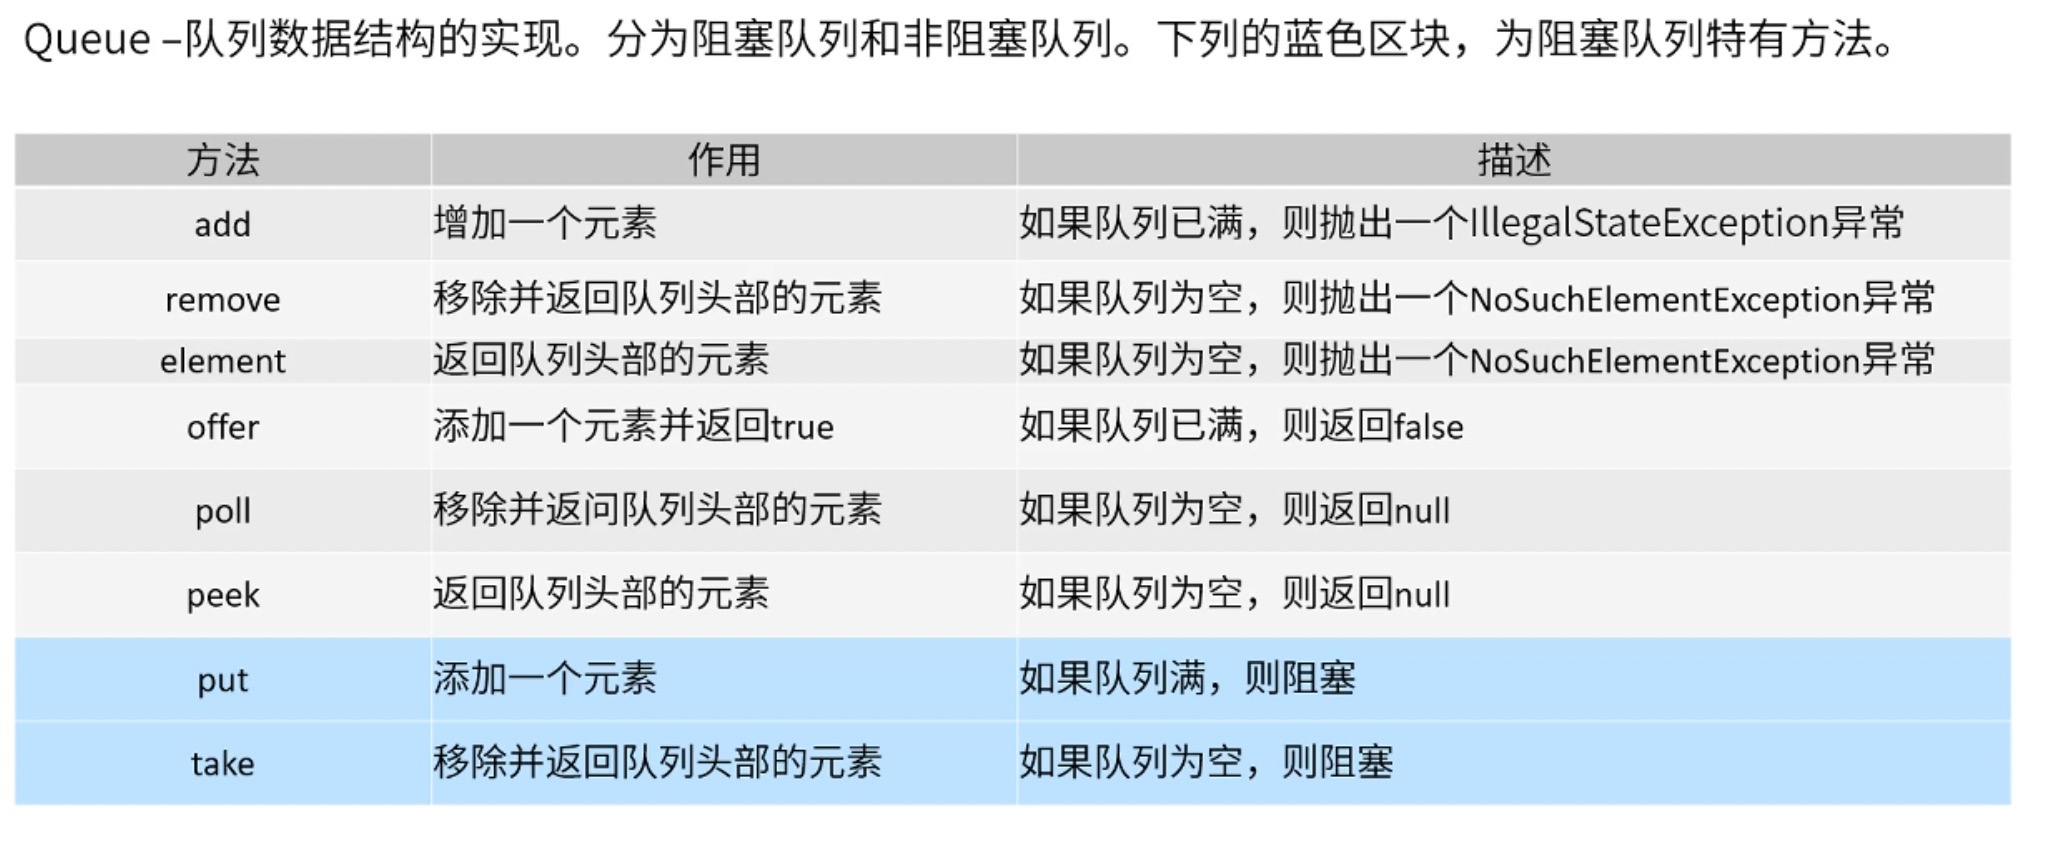 Queue –队列数据结构的实现。分为阻塞队列和非阻塞队列。下列的蓝色区块，为阻塞队列特有方法。
方法 作用 描述
add 增加一个元素 如果队列已满，则抛出一个IllegalStateException异常
remove 移除并返回队列头部的元素 如果队列为空，则抛出一个NoSuchElementException异常
element 返回队列头部的元素 如果队列为空，则抛出一个NoSuchElementException异常
offer 添加一个元素并返回true 如果队列已满，则返回false
poll 移除并返问队列头部的元素 如果队列为空，则返回null
peek 返回队列头部的元素 如果队列为空，则返回null
put 添加一个元素 如果队列满，则阻塞
take 移除并返回队列头部的元素 如果队列为空，则阻塞